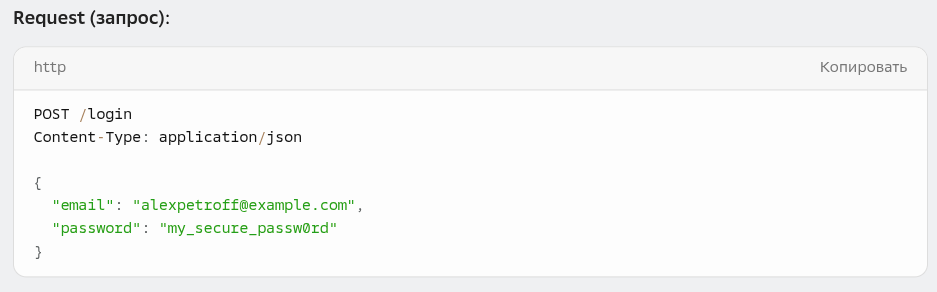 Request (запрос):
http
Копировать
POST /login
Content-Type: application/json
{
"email": "alexpetroff@example.com",
"password": "my_secure_passw0rd"
}